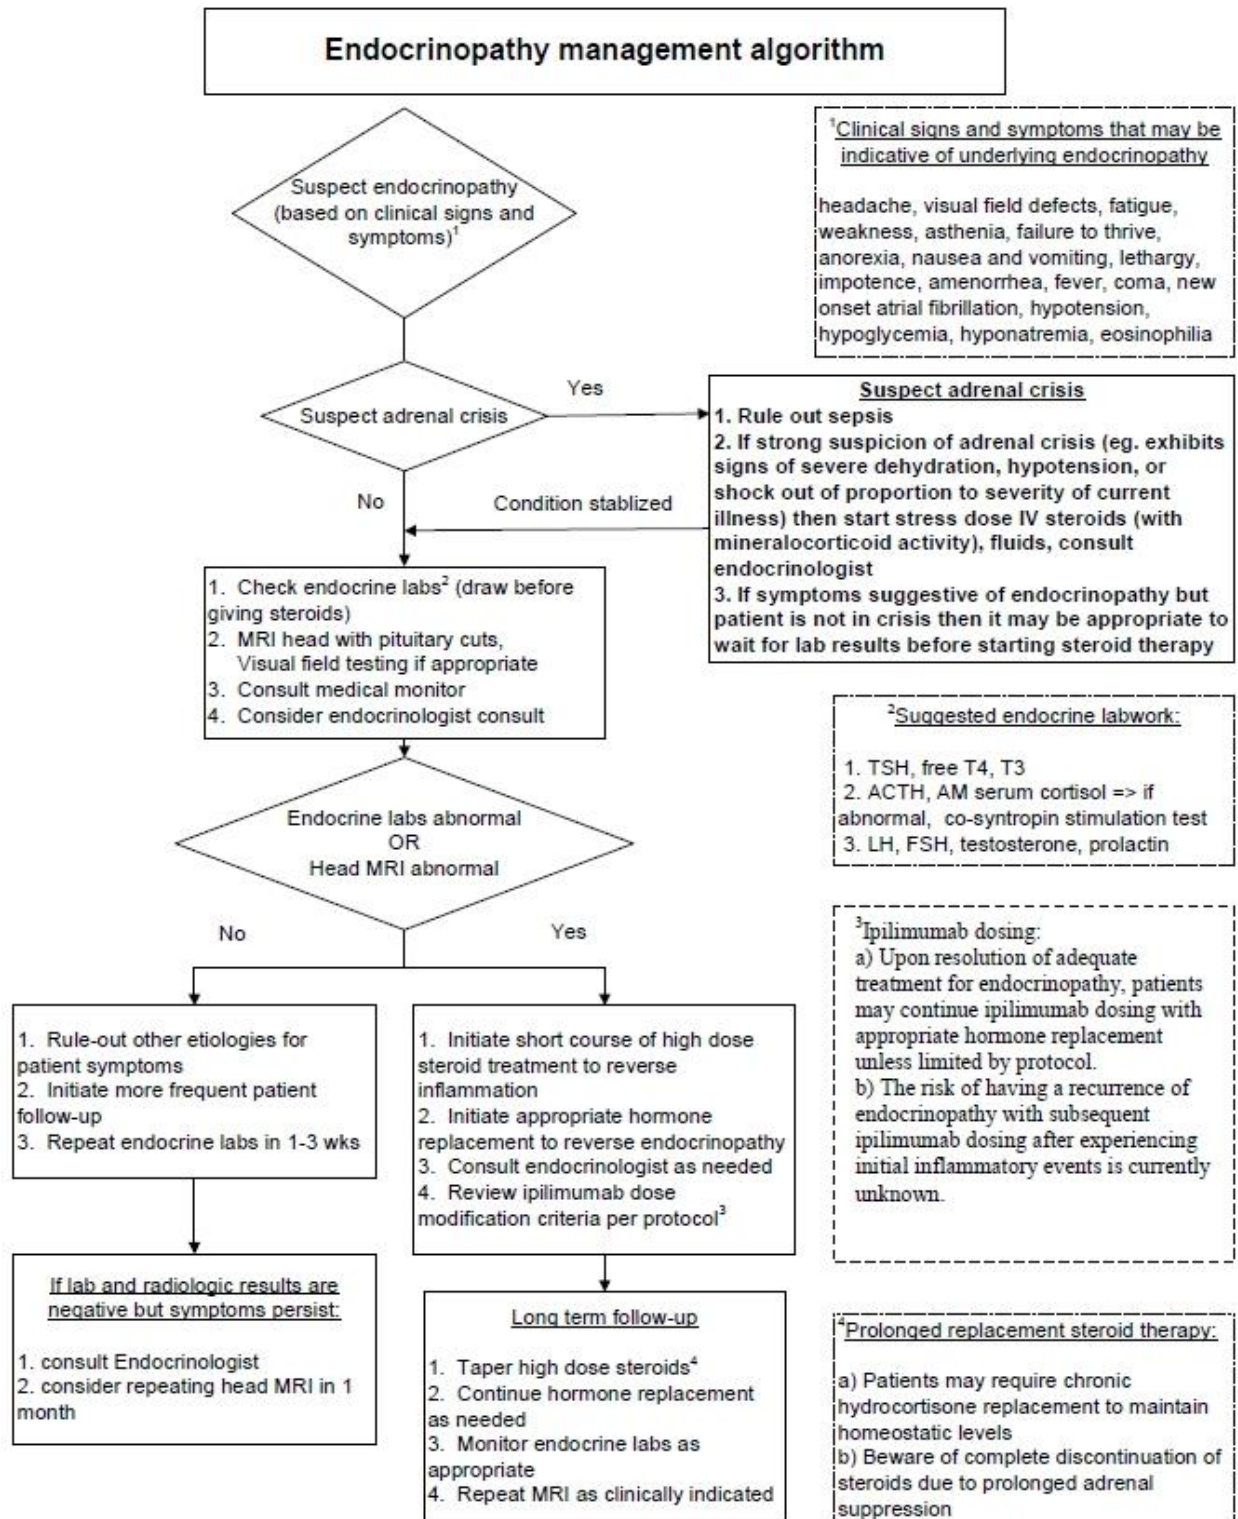 Endocrinopathy management algorithm
Suspect endocrinopathy
(based on clinical signs and
symptoms)¹
¹Clinical signs and symptoms that may be
indicative of underlying endocrinopathy
headache, visual field defects, fatigue,
weakness, asthenia, failure to thrive,
anorexia, nausea and vomiting, lethargy,
impotence, amenorrhea, fever, coma, new
onset atrial fibrillation, hypotension,
hypoglycemia, hyponatremia, eosinophilia
Suspect adrenal crisis
Yes
No
Condition stablized
Suspect adrenal crisis
1. Rule out sepsis
2. If strong suspicion of adrenal crisis (eg. exhibits
signs of severe dehydration, hypotension, or
shock out of proportion to severity of current
illness) then start stress dose IV steroids (with
mineralocorticoid activity), fluids, consult
endocrinologist
3. If symptoms suggestive of endocrinopathy but
patient is not in crisis then it may be appropriate to
wait for lab results before starting steroid therapy
1. Check endocrine labs² (draw before
giving steroids)
2. MRI head with pituitary cuts,
Visual field testing if appropriate
3. Consult medical monitor
4. Consider endocrinologist consult
²Suggested endocrine labwork:
1. TSH, free T4, T3
2. ACTH, AM serum cortisol => if
abnormal, co-syntropin stimulation test
3. LH, FSH, testosterone, prolactin
Endocrine labs abnormal
OR
Head MRI abnormal
No
Yes
³Ipilimumab dosing:
a) Upon resolution of adequate
treatment for endocrinopathy, patients
may continue ipilimumab dosing with
appropriate hormone replacement
unless limited by protocol.
b) The risk of having a recurrence of
endocrinopathy with subsequent
ipilimumab dosing after experiencing
initial inflammatory events is currently
unknown.
1. Rule-out other etiologies for
patient symptoms
2. Initiate more frequent patient
follow-up
3. Repeat endocrine labs in 1-3 wks
1. Initiate short course of high dose
steroid treatment to reverse
inflammation
2. Initiate appropriate hormone
replacement to reverse endocrinopathy
3. Consult endocrinologist as needed
4. Review ipilimumab dose
modification criteria per protocol³
If lab and radiologic results are
negative but symptoms persist:
1. consult Endocrinologist
2. consider repeating head MRI in 1
month
Long term follow-up
1. Taper high dose steroids⁴
2. Continue hormone replacement
as needed
3. Monitor endocrine labs as
appropriate
4. Repeat MRI as clinically indicated
⁴Prolonged replacement steroid therapy:
a) Patients may require chronic
hydrocortisone replacement to maintain
homeostatic levels
b) Beware of complete discontinuation of
steroids due to prolonged adrenal
suppression